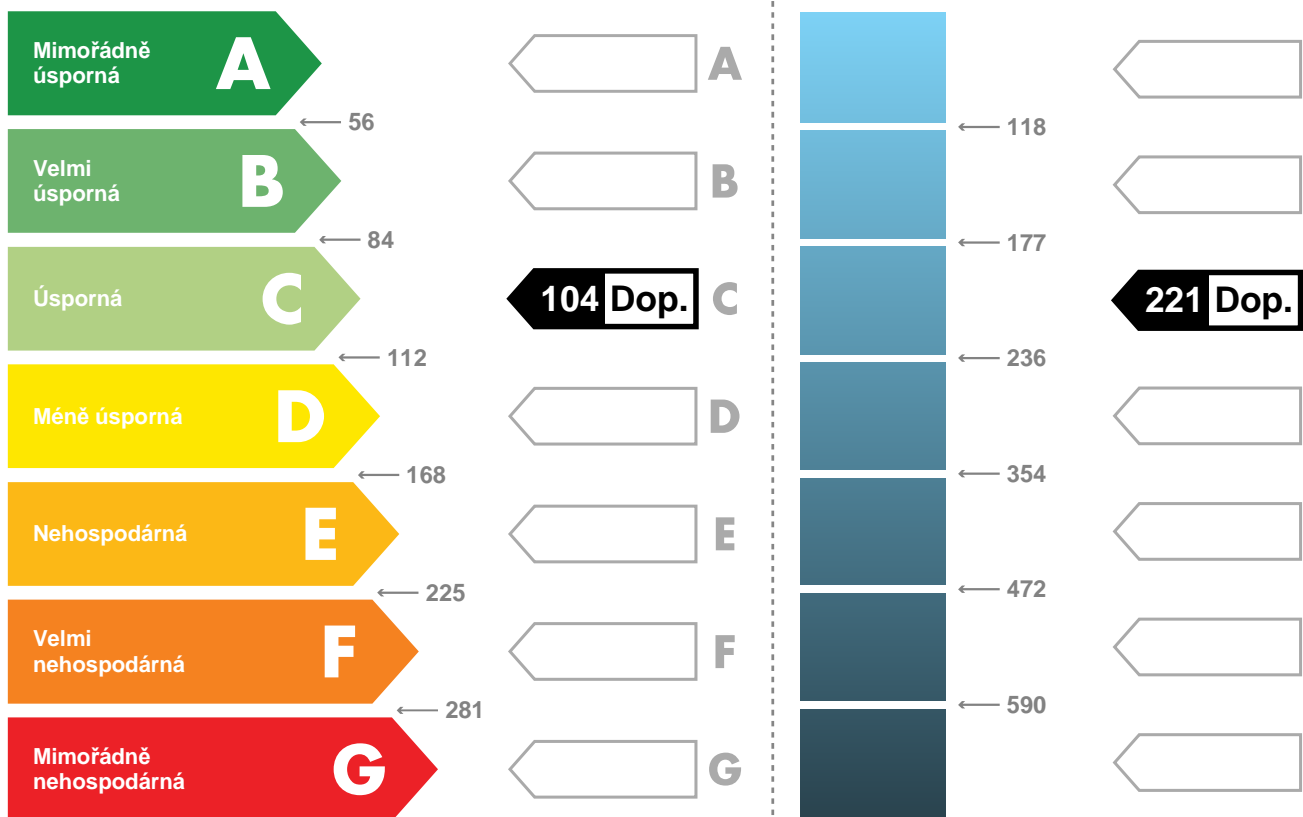 Mimořádně
úsporná
A
A
56
118
Velmi
úsporná
B
B
84
177
Úsporná
C
104 Dop.
C
221 Dop.
112
236
Méně úsporná
D
D
168
354
Nehospodárná
E
E
225
472
Velmi
nehospodárná
F
F
281
590
Mimořádně
nehospodárná
G
G